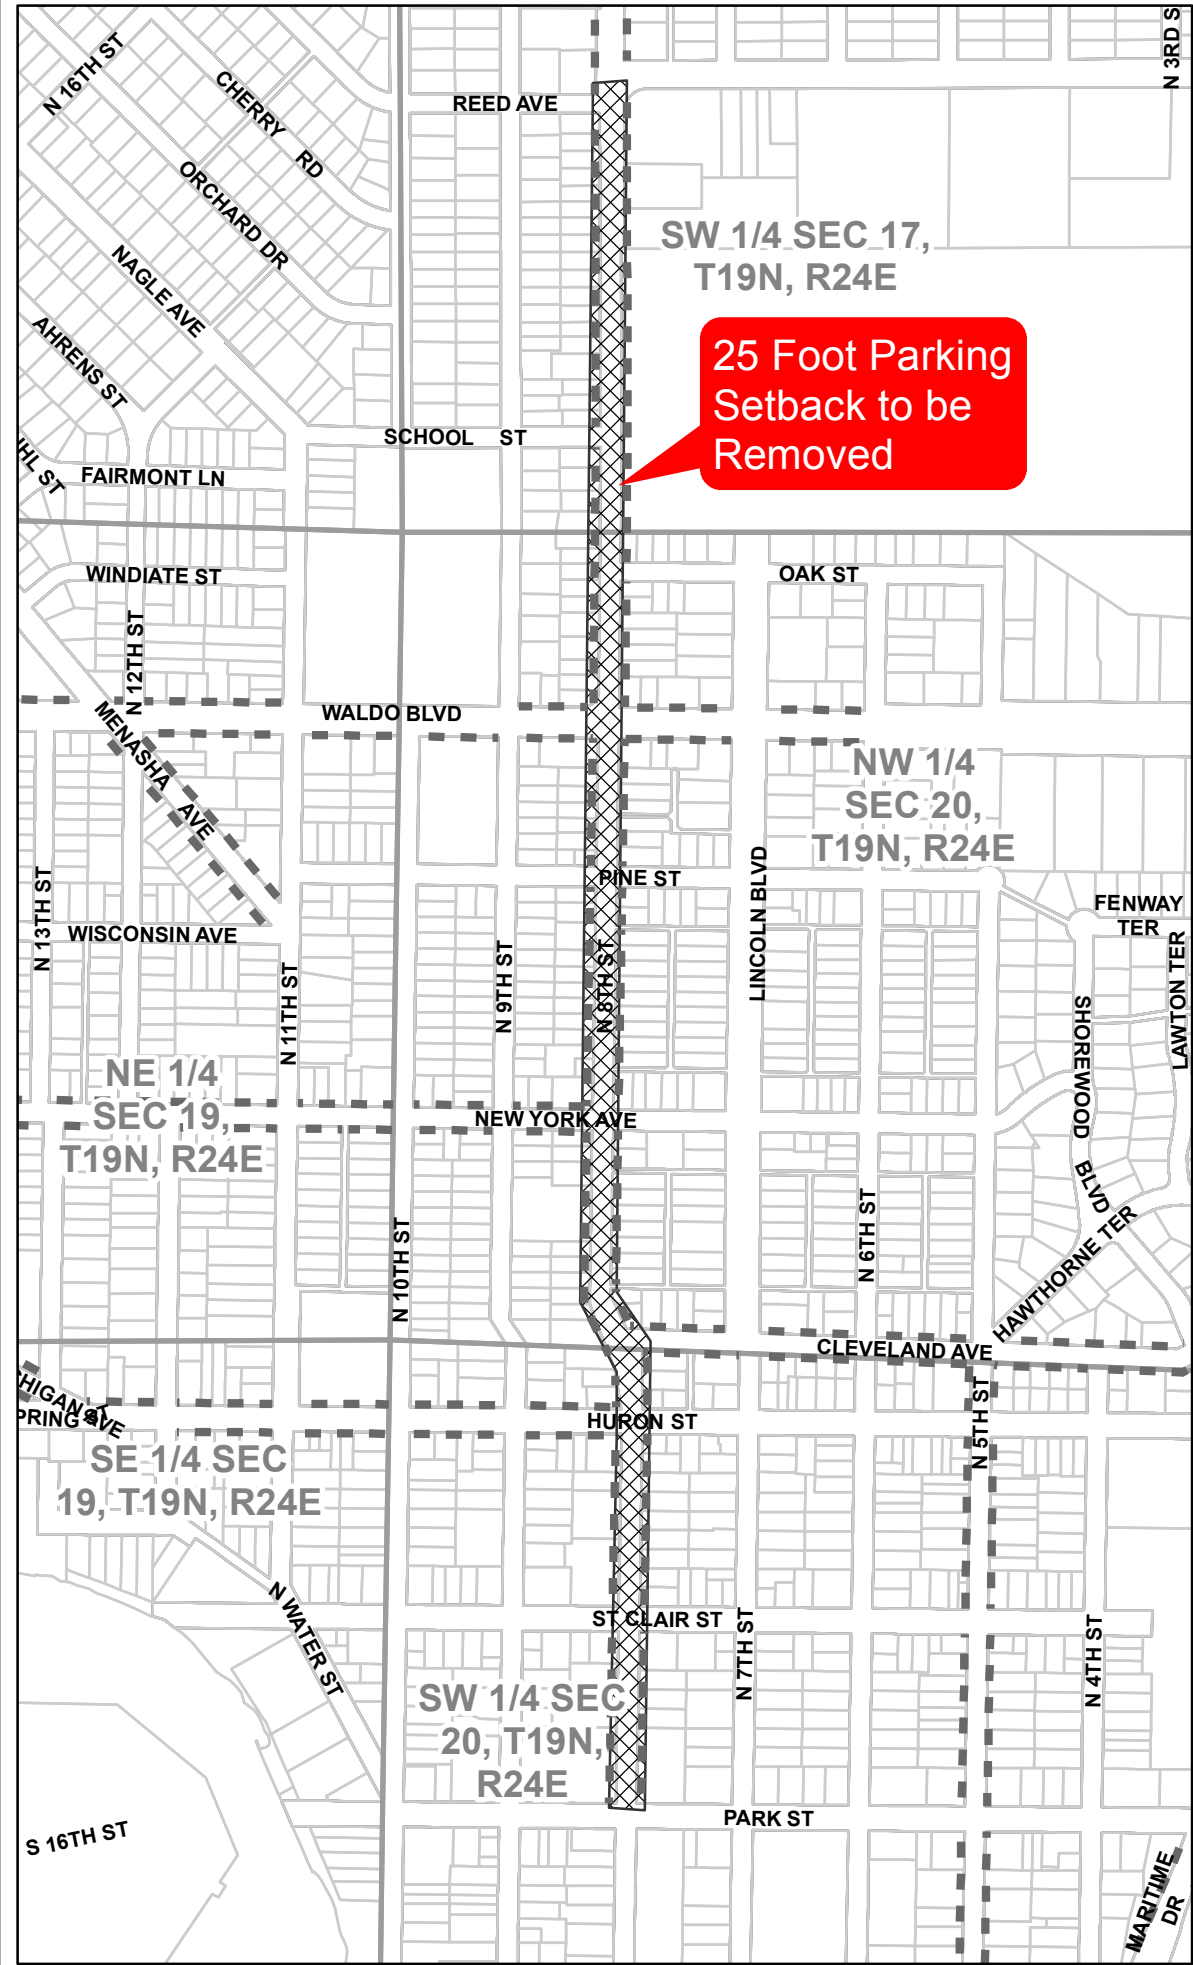 N 16TH ST
CHERRY RD
REED AVE
N 3RD S
ORCHARD DR
NAGLE AVE
SW 1/4 SEC 17,
T19N, R24E
AHRENS ST
25 Foot Parking
Setback to be
Removed
SCHOOL ST
UHL ST
FAIRMONT LN
WINDIATE ST
OAK ST
N 12TH ST
WALDO BLVD
MENASHA AVE
NW 1/4
SEC 20,
T19N, R24E
PINE ST
LINCOLN BLVD
N 13TH ST
FENWAY
TER
WISCONSIN AVE
N 11TH ST
N 9TH ST
N 8TH ST
LAWTON TER
SHOREWOOD BLVD
NE 1/4
SEC 19,
T19N, R24E
NEW YORK AVE
N 10TH ST
N 6TH ST
HAWTHORNE TER
CLEVELAND AVE
HIGAN AVE
PRING ST
HURON ST
N 5TH ST
SE 1/4 SEC
19, T19N, R24E
N WATER ST
ST CLAIR ST
N 7TH ST
N 4TH ST
SW 1/4 SEC
20, T19N,
R24E
PARK ST
S 16TH ST
MARITIME
DR